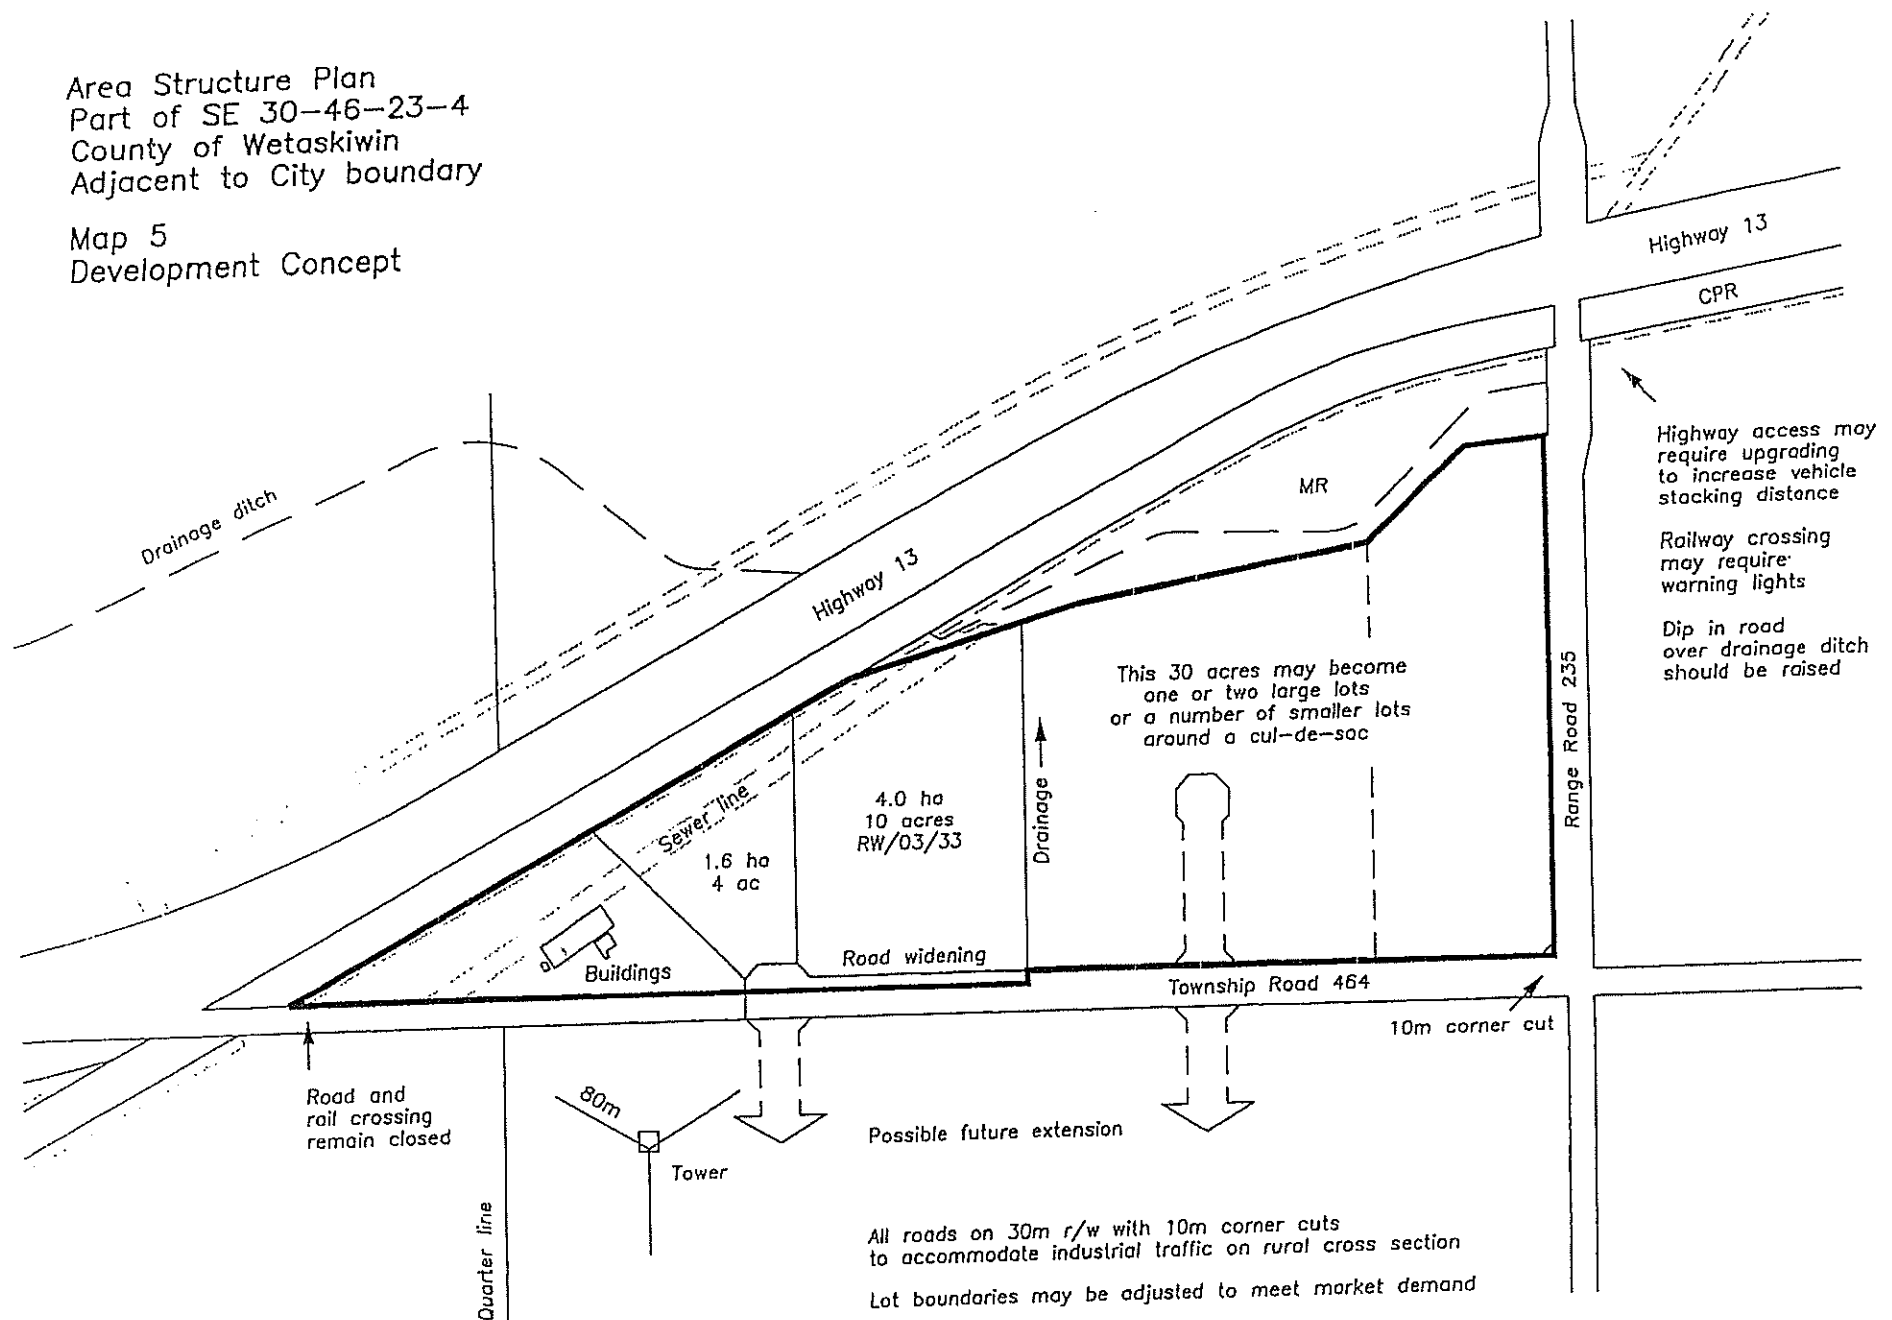 Area Structure Plan
Part of SE 30-46-23-4
County of Wetaskiwin
Adjacent to City boundary
Map 5
Development Concept
Highway 13
CPR
Highway access may
require upgrading
to increase vehicle
stacking distance
Railway crossing
may require
warning lights
Dip in road
over drainage ditch
should be raised
MR
Drainage ditch
Highway 13
This 30 acres may become
one or two large lots
or a number of smaller lots
around a cul-de-sac
Range Road 235
Drainage
Sewer line
4.0 ha
10 acres
RW/03/33
1.6 ha
4 ac
Buildings
Road widening
Township Road 464
10m corner cut
Road and
rail crossing
remain closed
80m
Tower
Possible future extension
Quarter line
All roads on 30m r/w with 10m corner cuts
to accommodate industrial traffic on rural cross section
Lot boundaries may be adjusted to meet market demand